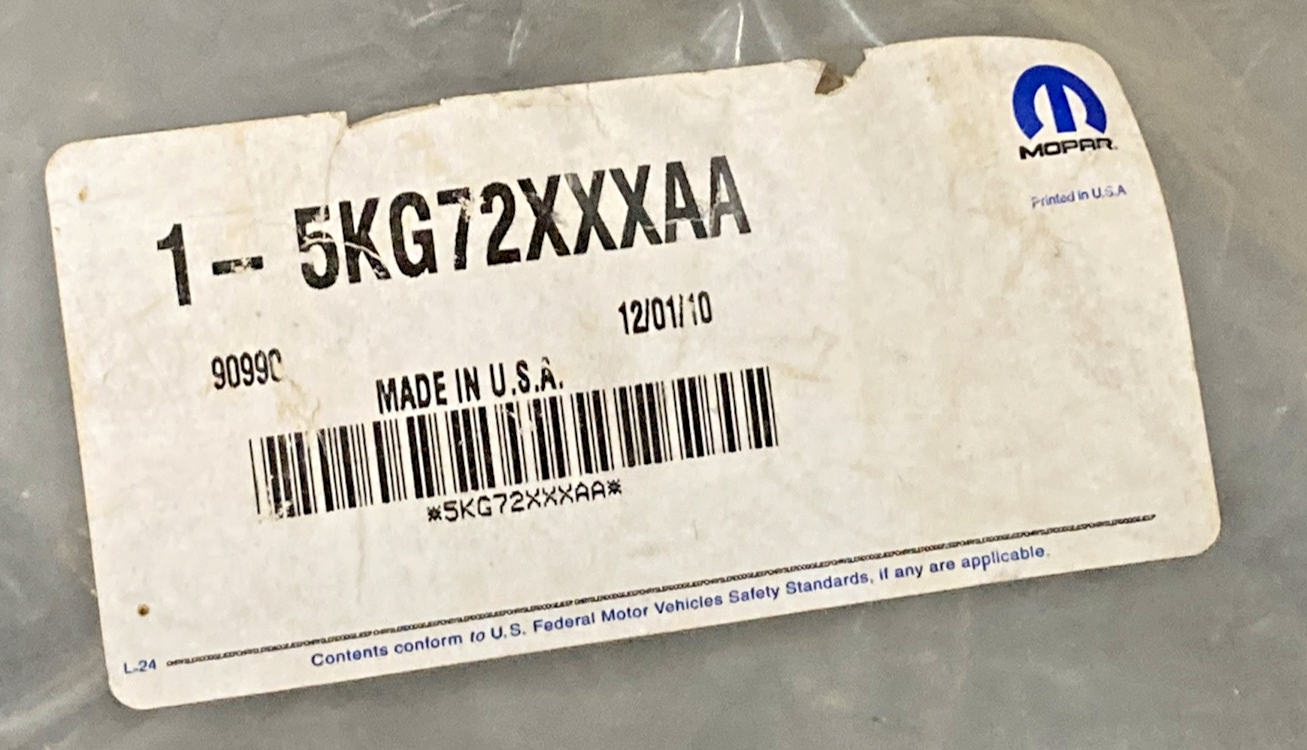 MOPAR.
Printed in U.S.A
1-- 5KG72XXXAA
12/01/10
MADE IN U.S.A.
*5KG72XXXAA*
L-24
Contents conform to U.S. Federal Motor Vehicles Safety Standards, if any are applicable.